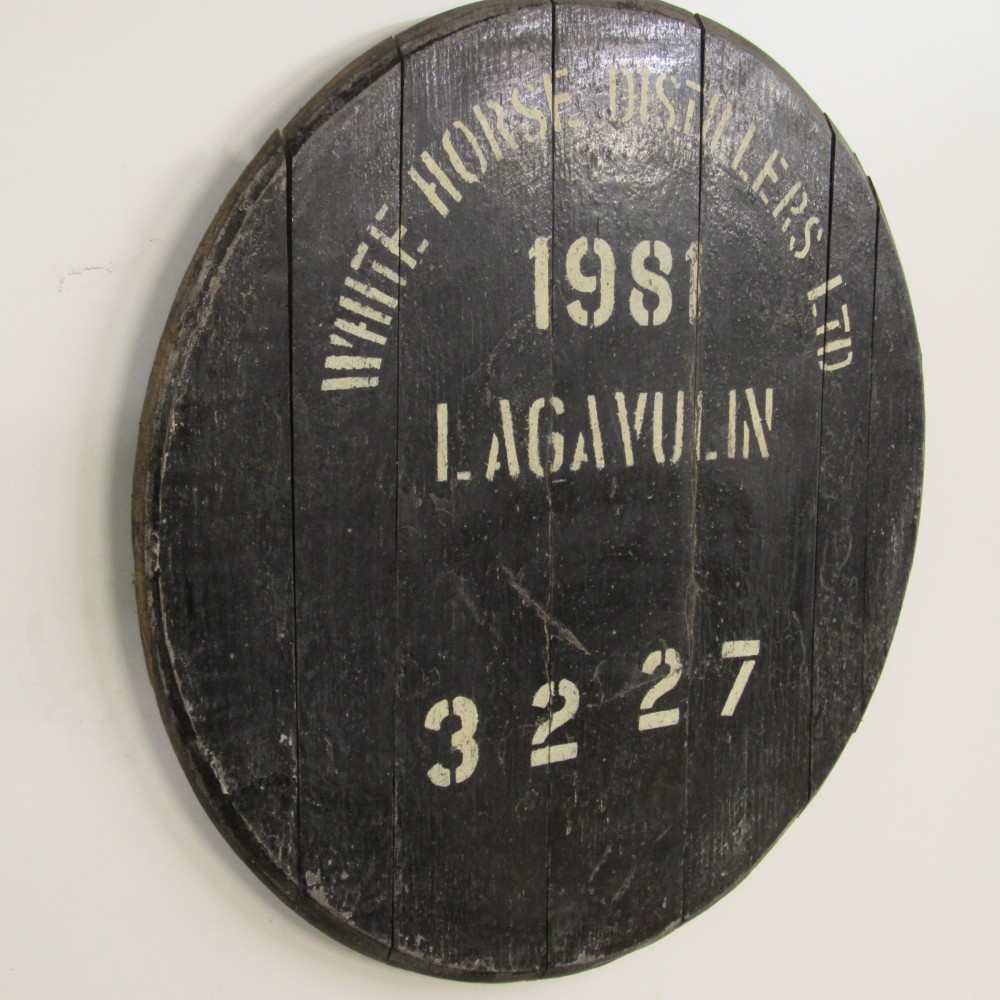 WHITE HORSE DISTILLERS LTD
1981
LAGAVULIN
3227